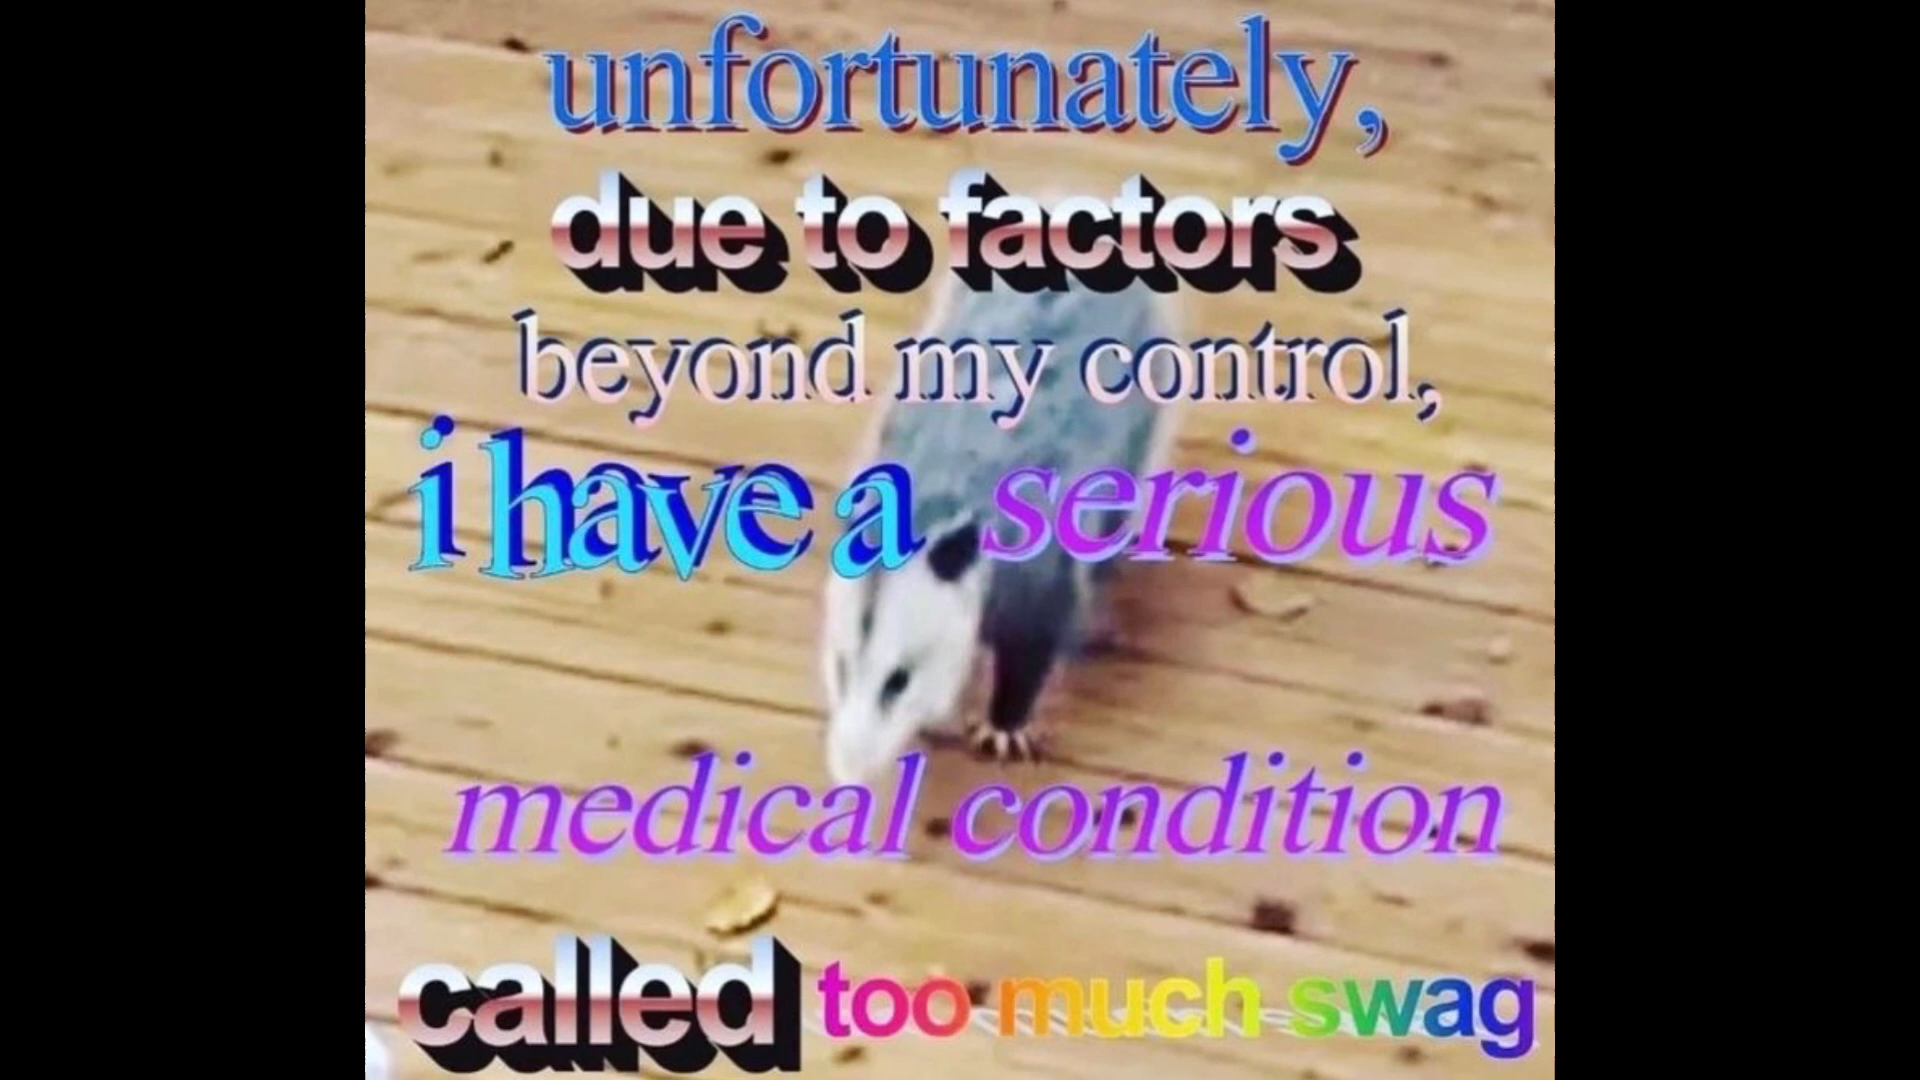 unfortunately,
due to factors
beyond my control,
i have a serious
medical condition
called too much swag